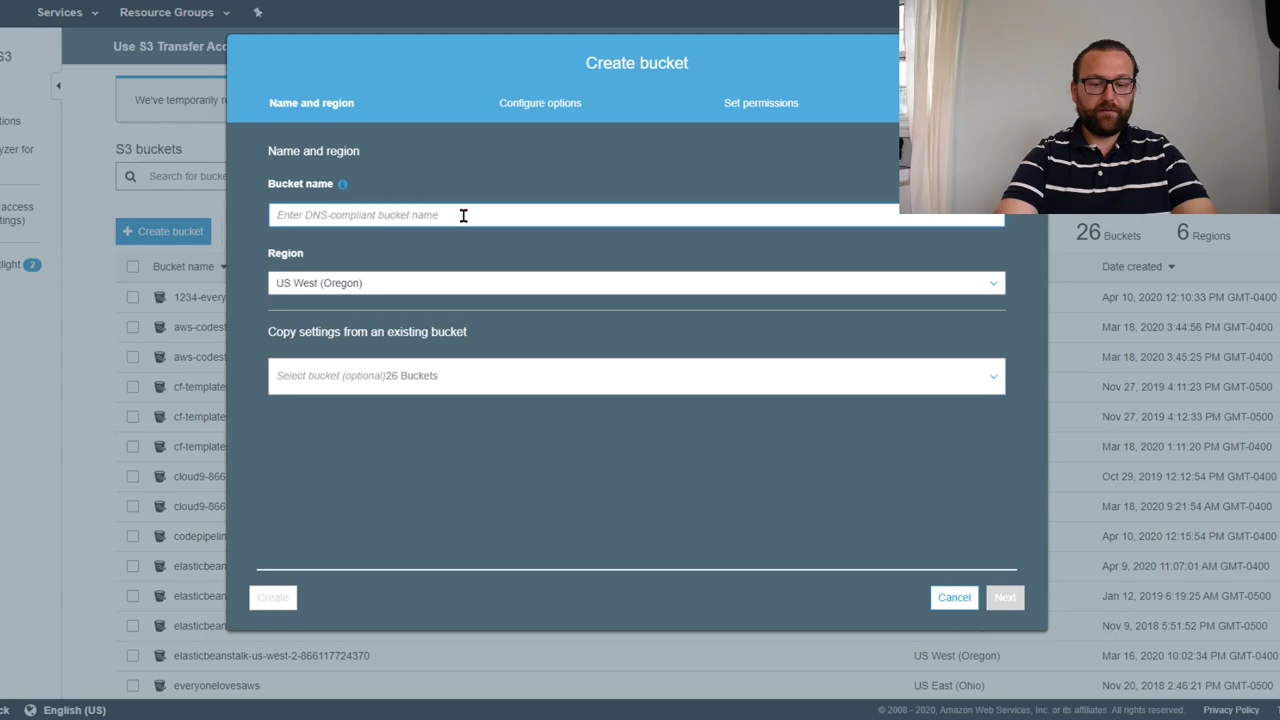 Services
Resource Groups
S3
Use S3 Transfer Acc
Create bucket
Name and region
Configure options
Set permissions
We've temporarily re
tions
yzer for
ss
ttings)
tlight 2
S3 buckets
Search for bucke
Create bucket
26 Buckets
6 Regions
Name and region
Bucket name
Enter DNS-compliant bucket name
Region
US West (Oregon)
Copy settings from an existing bucket
Select bucket (optional)26 Buckets
Create
Cancel
Next
Bucket name
Date created
1234-every
Apr 10, 2020 12:10:33 PM GMT-0400
aws-codest
Mar 18, 2020 3:44:56 PM GMT-0400
aws-codest
Mar 18, 2020 3:45:25 PM GMT-0400
cf-templates
Nov 27, 2019 4:11:23 PM GMT-0500
cf-templates
Nov 27, 2019 4:12:33 PM GMT-0500
cf-templates
Mar 18, 2020 1:11:20 PM GMT-0400
cloud9-866
Oct 29, 2019 12:12:54 PM GMT-0400
cloud9-866
Mar 18, 2020 9:21:54 AM GMT-0400
codepipelin
Apr 10, 2020 12:15:54 PM GMT-0400
elasticbean
Apr 9, 2020 11:07:01 AM GMT-0400
elasticbean
Jan 12, 2019 6:19:25 AM GMT-0500
elasticbean
Nov 9, 2018 5:51:52 PM GMT-0500
elasticbeanstalk-us-west-2-866117724370
US West (Oregon)
Mar 16, 2020 10:02:34 PM GMT-0400
everyonelovesaws
US East (Ohio)
Nov 20, 2018 2:46:21 PM GMT-0500
ck
English (US)
© 2008 - 2020, Amazon Web Services, Inc. or its affiliates. All rights reserved.
Privacy Policy